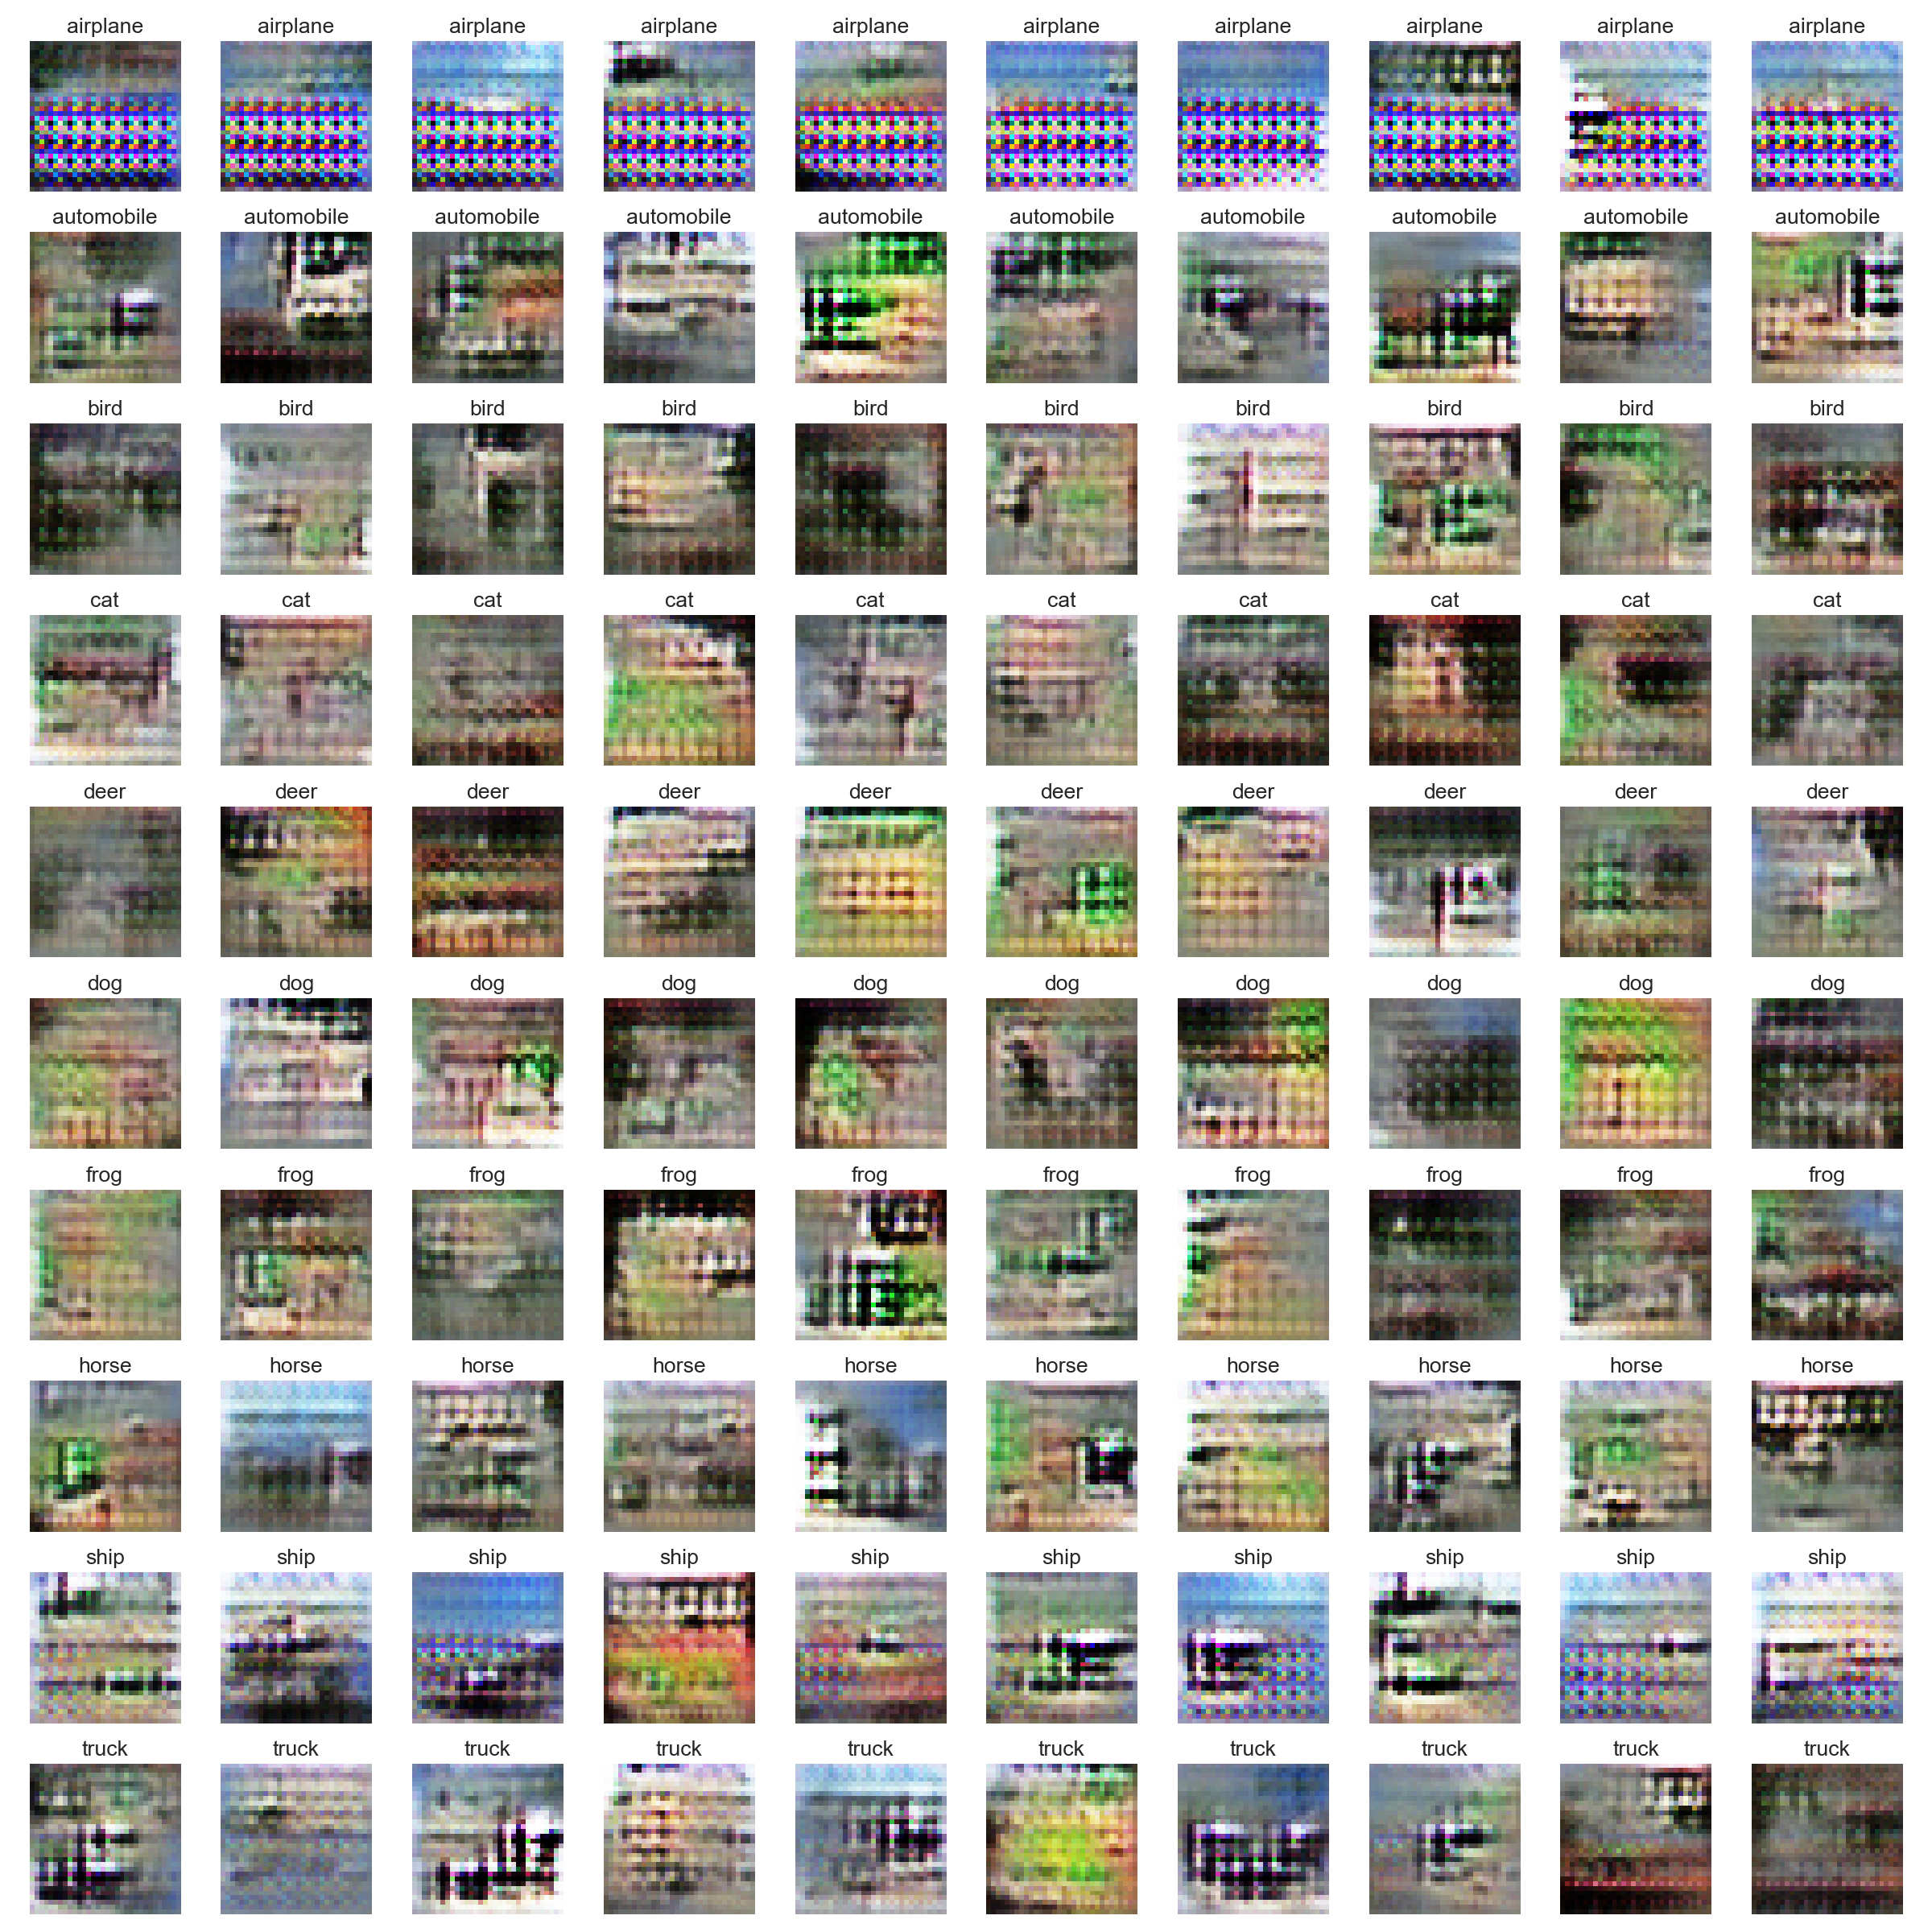 airplane airplane airplane airplane airplane airplane airplane airplane airplane airplane
automobile automobile automobile automobile automobile automobile automobile automobile automobile automobile
bird bird bird bird bird bird bird bird bird bird
cat cat cat cat cat cat cat cat cat cat
deer deer deer deer deer deer deer deer deer deer
dog dog dog dog dog dog dog dog dog dog
frog frog frog frog frog frog frog frog frog frog
horse horse horse horse horse horse horse horse horse horse
ship ship ship ship ship ship ship ship ship ship
truck truck truck truck truck truck truck truck truck truck